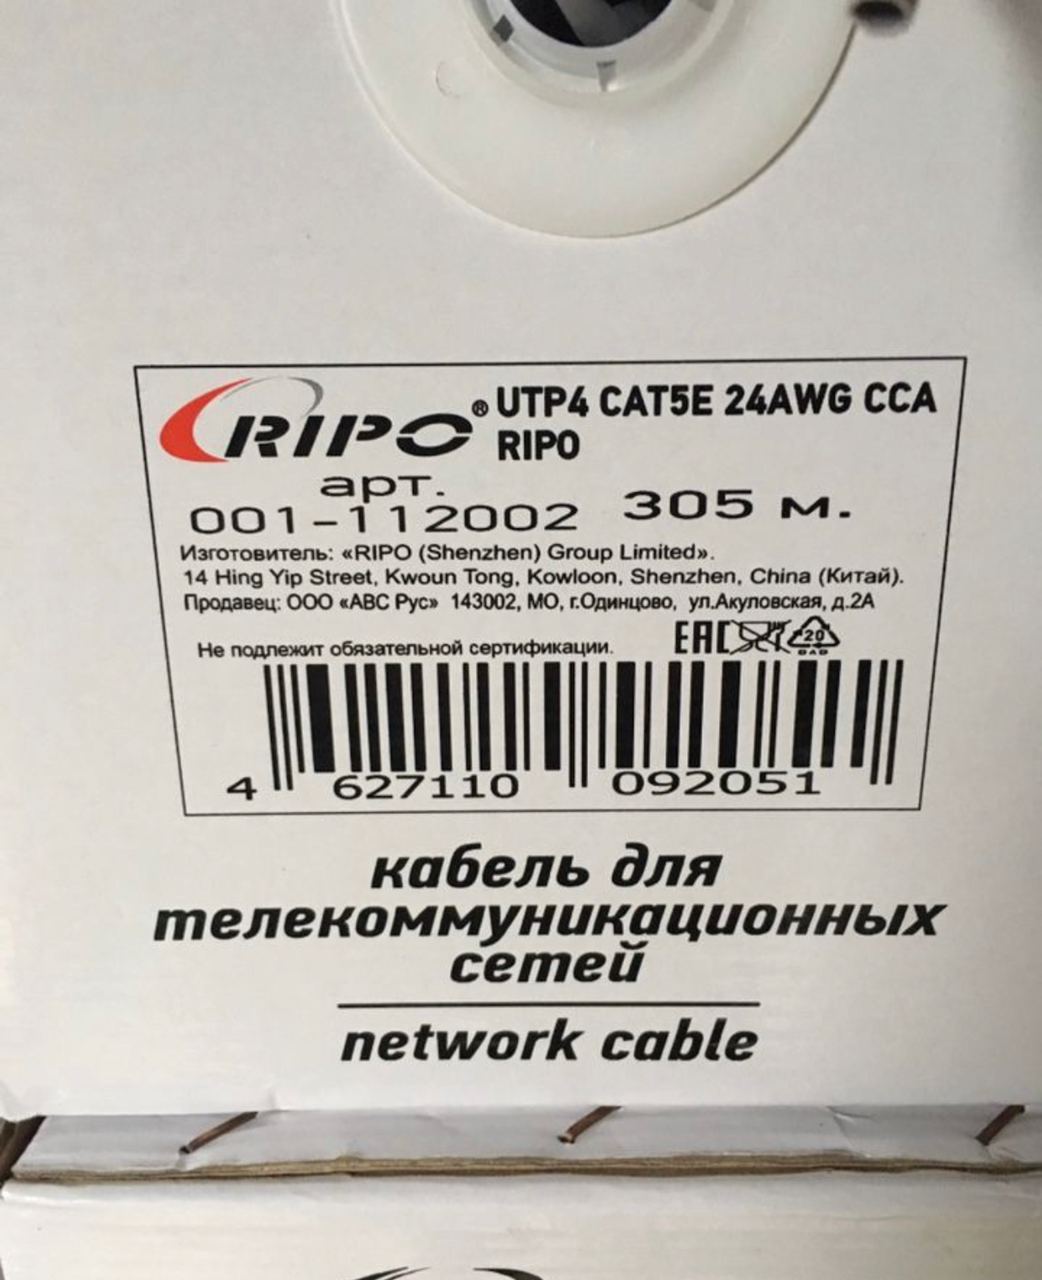 RIPO® UTP4 CAT5E 24AWG CCA
RIPO
арт.
001-112002 305 м.
Изготовитель: «RIPO (Shenzhen) Group Limited».
14 Hing Yip Street, Kwoun Tong, Kowloon, Shenzhen, China (Китай).
Продавец: ООО «АВС Рус» 143002, МО, г.Одинцово, ул.Акуловская, д.2А
Не подлежит обязательной сертификации. EAC 20
PAP
4 627110 092051
кабель для
телекоммуникационных
сетей
network cable